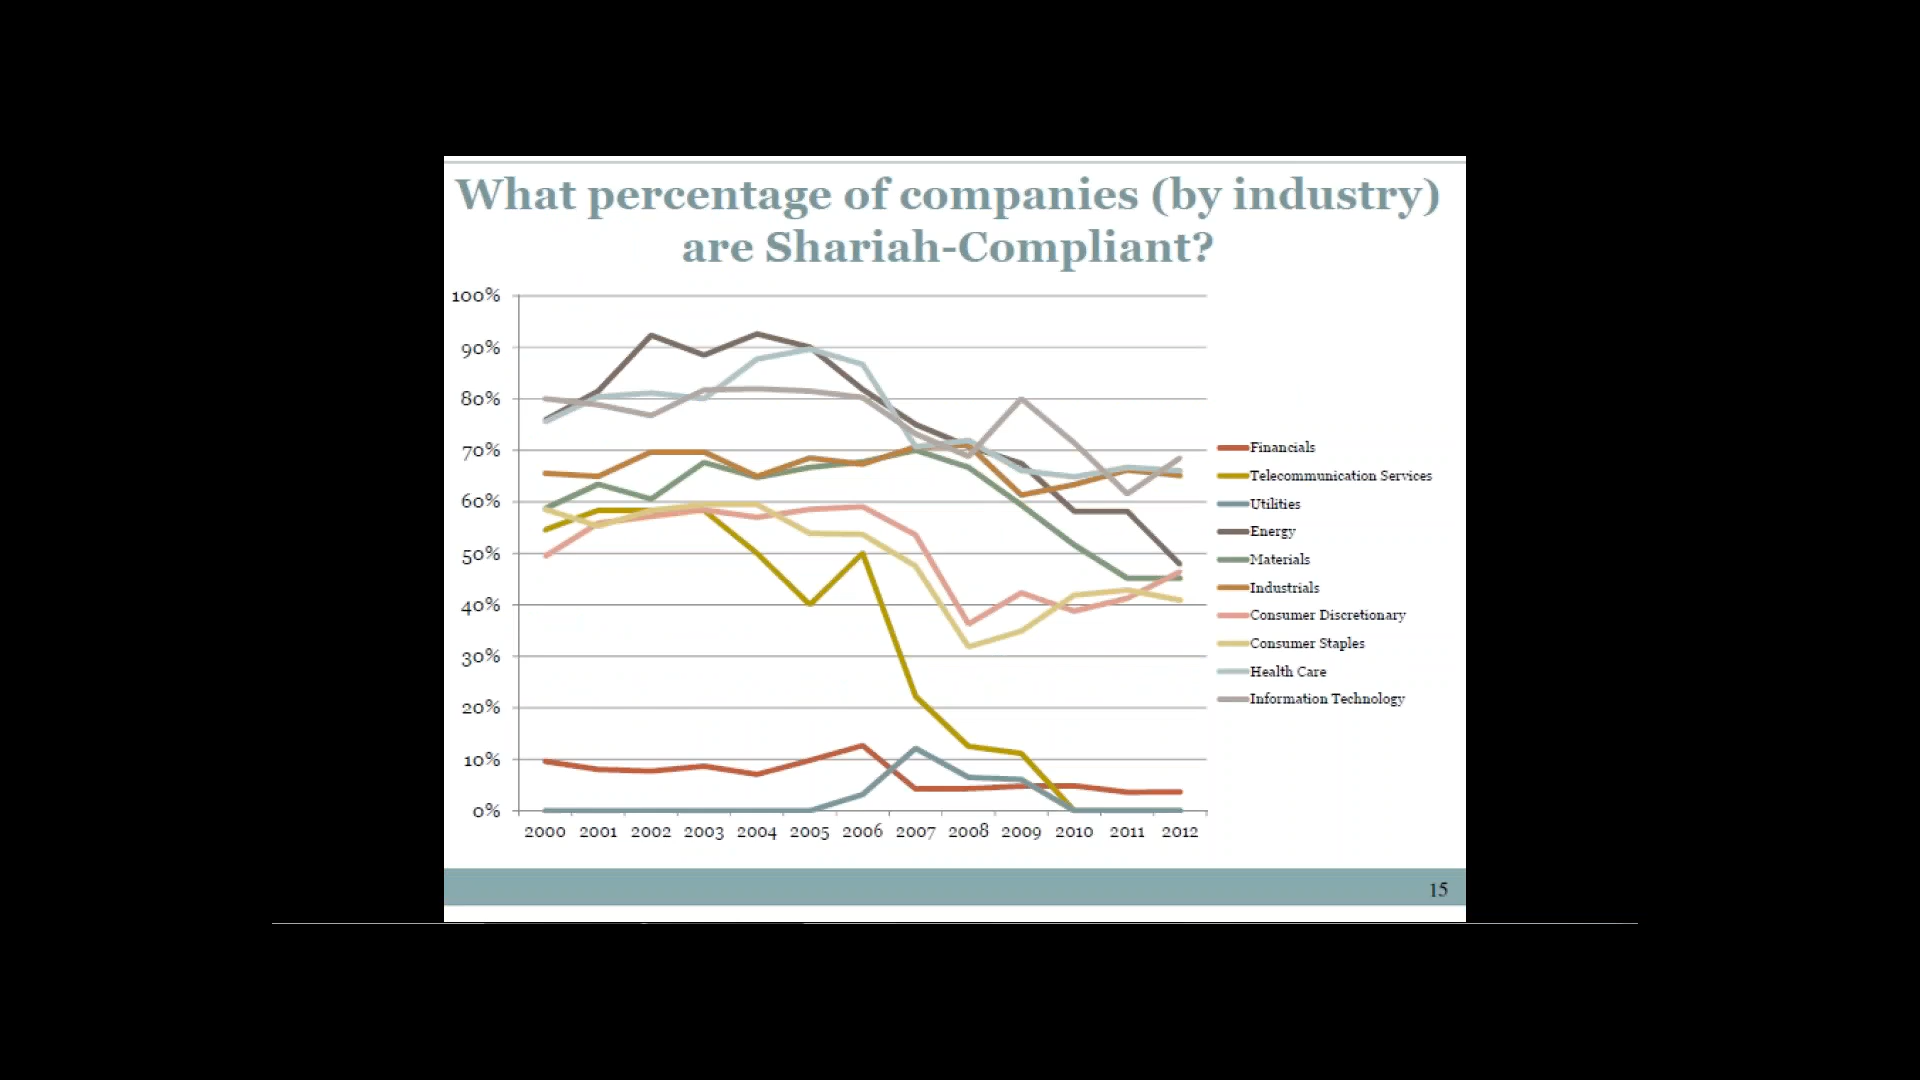 What percentage of companies (by industry)
are Shariah-Compliant?
100%
90%
80%
70%
60%
50%
40%
30%
20%
10%
0%
2000 2001 2002 2003 2004 2005 2006 2007 2008 2009 2010 2011 2012
Financials
Telecommunication Services
Utilities
Energy
Materials
Industrials
Consumer Discretionary
Consumer Staples
Health Care
Information Technology
15